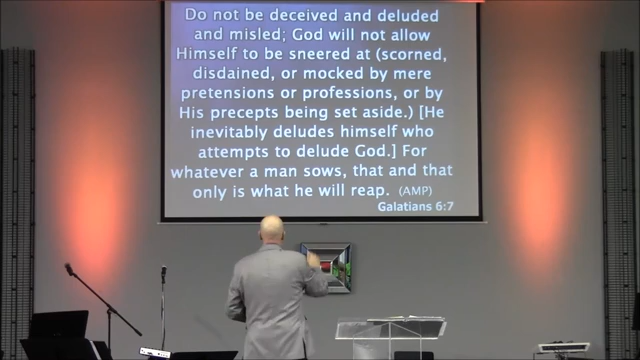 Do not be deceived and deluded
and misled; God will not allow
Himself to be sneered at (scorned,
disdained, or mocked by mere
pretensions or professions, or by
His precepts being set aside.) [He
inevitably deludes himself who
attempts to delude God.] For
whatever a man sows, that and that
only is what he will reap. (AMP)
Galatians 6:7